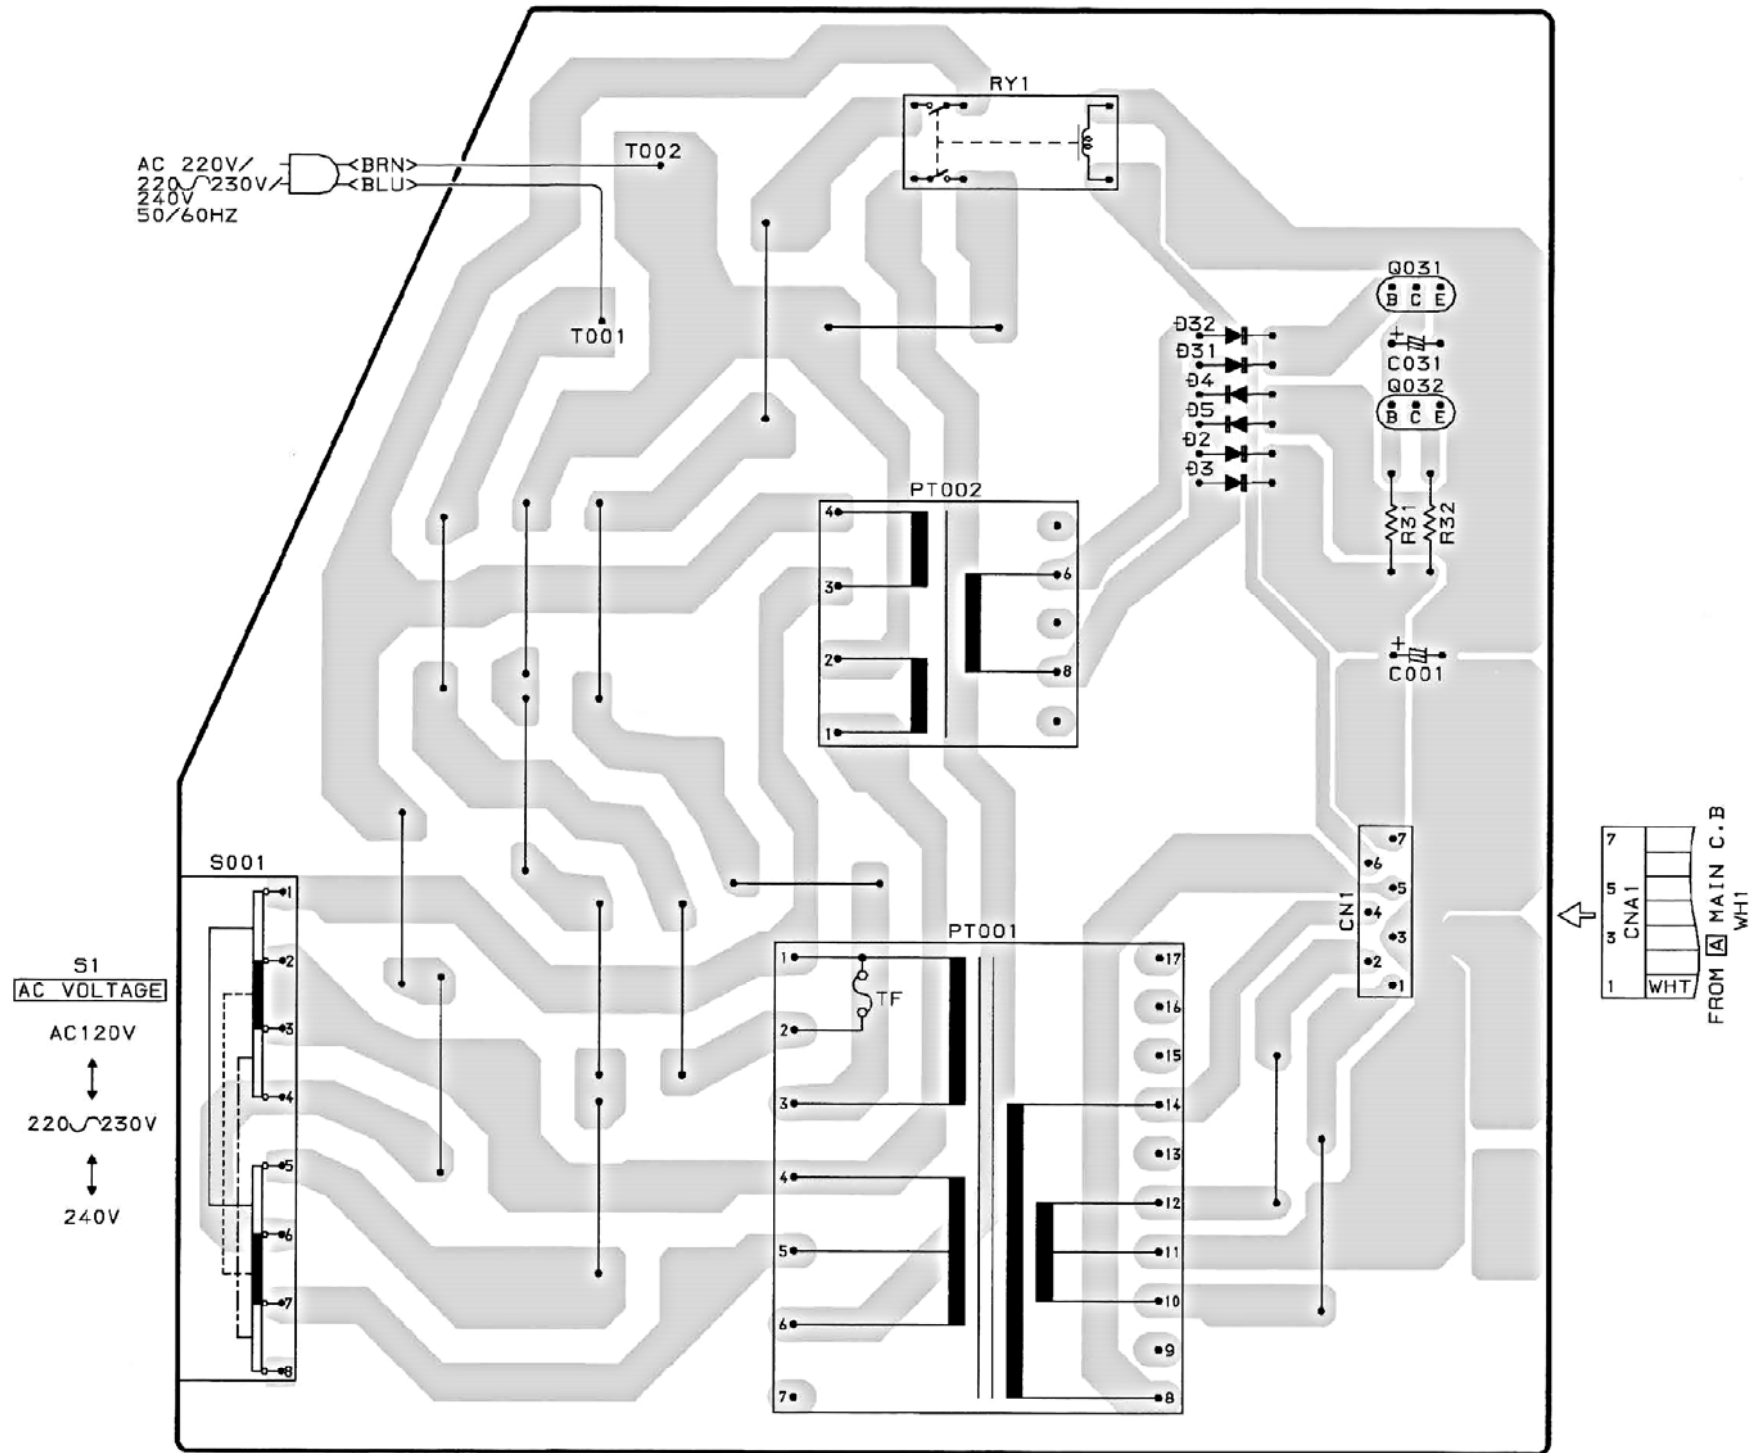 RY1
AC 220V/
220〜230V/
240V
50/60HZ
<BRN>
<BLU>
T002
T001
Q031
B C E
+
C031
Q032
B C E
D32
D31
D4
D5
D2
D3
R31
R32
+
C001
PT002
4
3
2
1
6
8
S001
1
2
3
4
5
6
7
8
S1
AC VOLTAGE
AC120V
220〜230V
240V
PT001
1
2
3
4
5
6
7
TF
17
16
15
14
13
12
11
10
9
8
CN1
7
6
5
4
3
2
1
7
5
3
1
CNA1
WHT
FROM A MAIN C.B
WH1